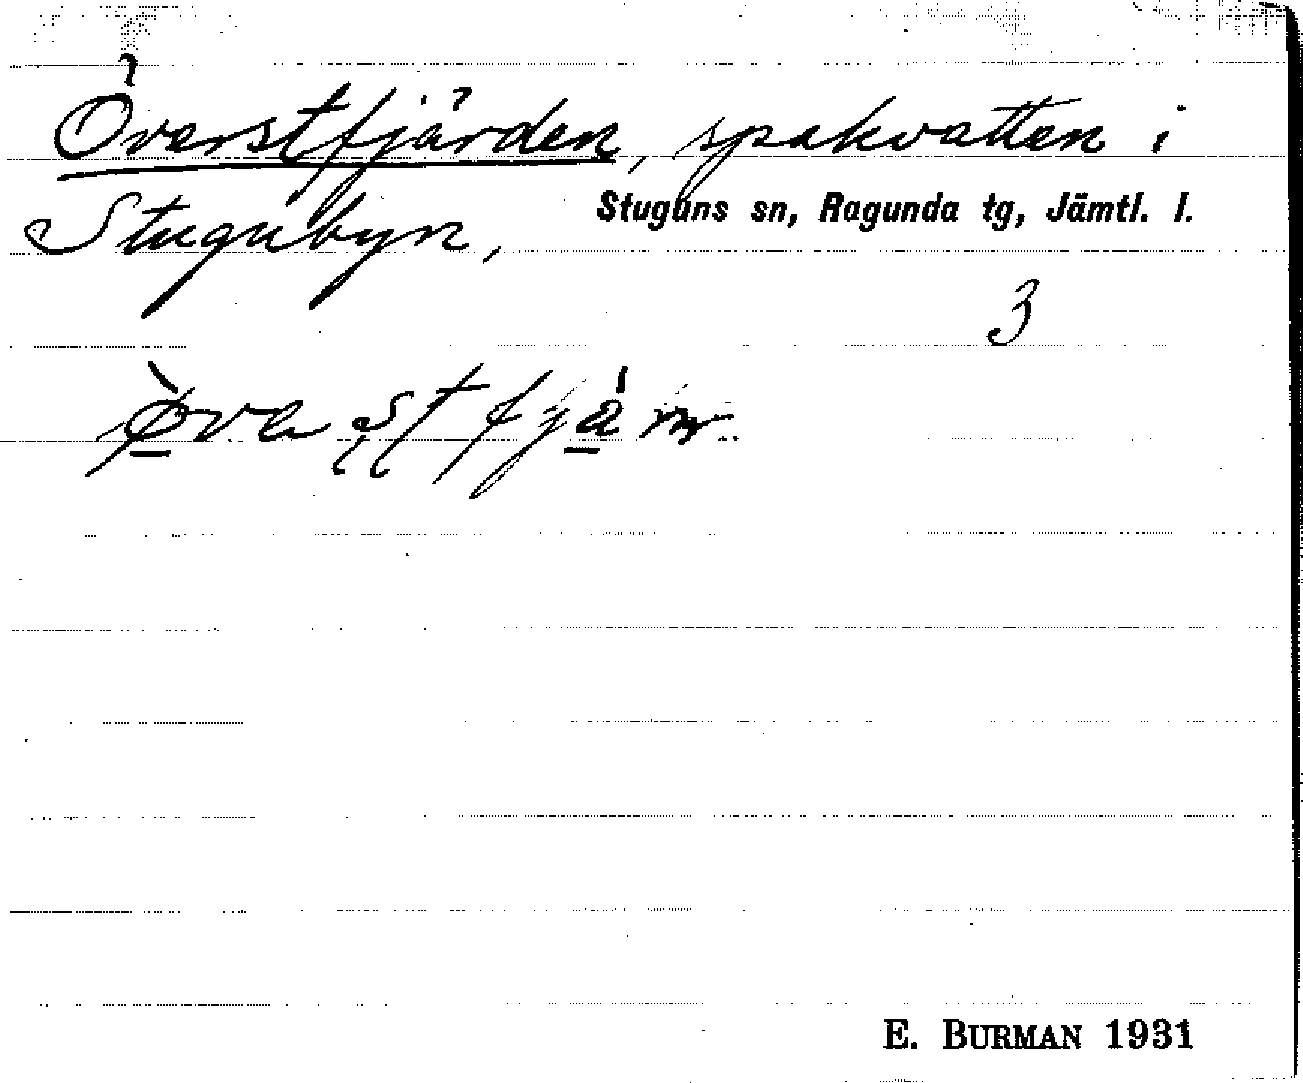 Överstfjärden, spakvatten i
Stugubyn, Stuguns sn, Ragunda tg, Jämtl. l.
3
E. BURMAN 1931